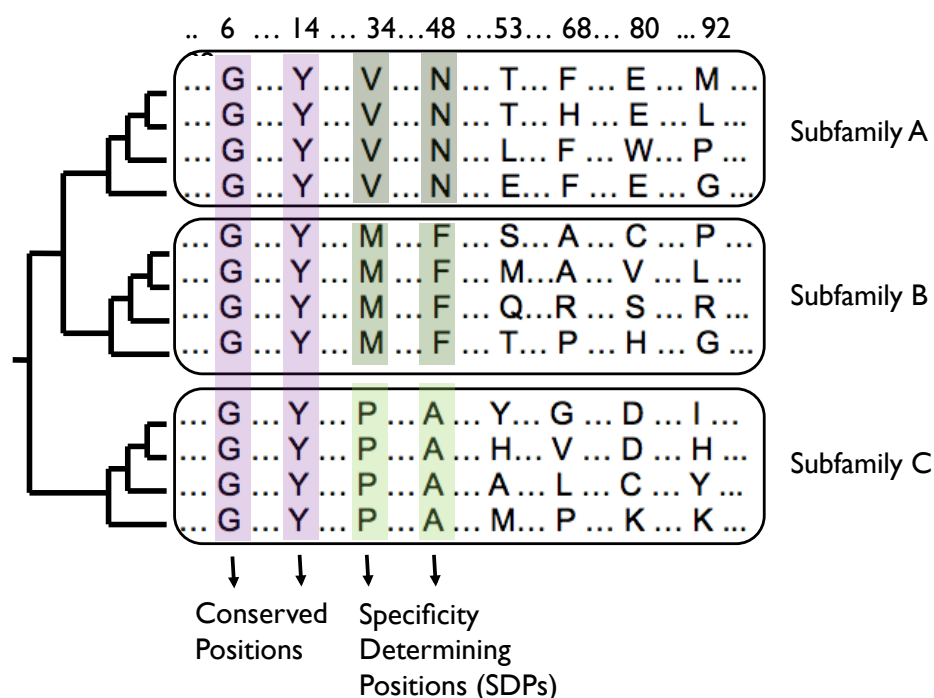 .. 6 ... 14 ... 34...48 ...53... 68... 80 ... 92
... G ... Y ... V ... N ... T... F ... E ... M ...
... G ... Y ... V ... N ... T... H ... E ... L ...
... G ... Y ... V ... N ... L... F ... W... P ...
... G ... Y ... V ... N ... E... F ... E ... G ...
Subfamily A
... G ... Y ... M ... F ... S... A ... C ... P ...
... G ... Y ... M ... F ... M...A ... V ... L ...
... G ... Y ... M ... F ... Q...R ... S ... R ...
... G ... Y ... M ... F ... T... P ... H ... G ...
Subfamily B
... G ... Y ... P ... A ... Y ... G ... D ... I ...
... G ... Y ... P ... A ... H... V ... D ... H ...
... G ... Y ... P ... A ... A ... L ... C ... Y ...
... G ... Y ... P ... A ... M... P ... K ... K ...
Subfamily C
Conserved
Positions
Specificity
Determining
Positions (SDPs)